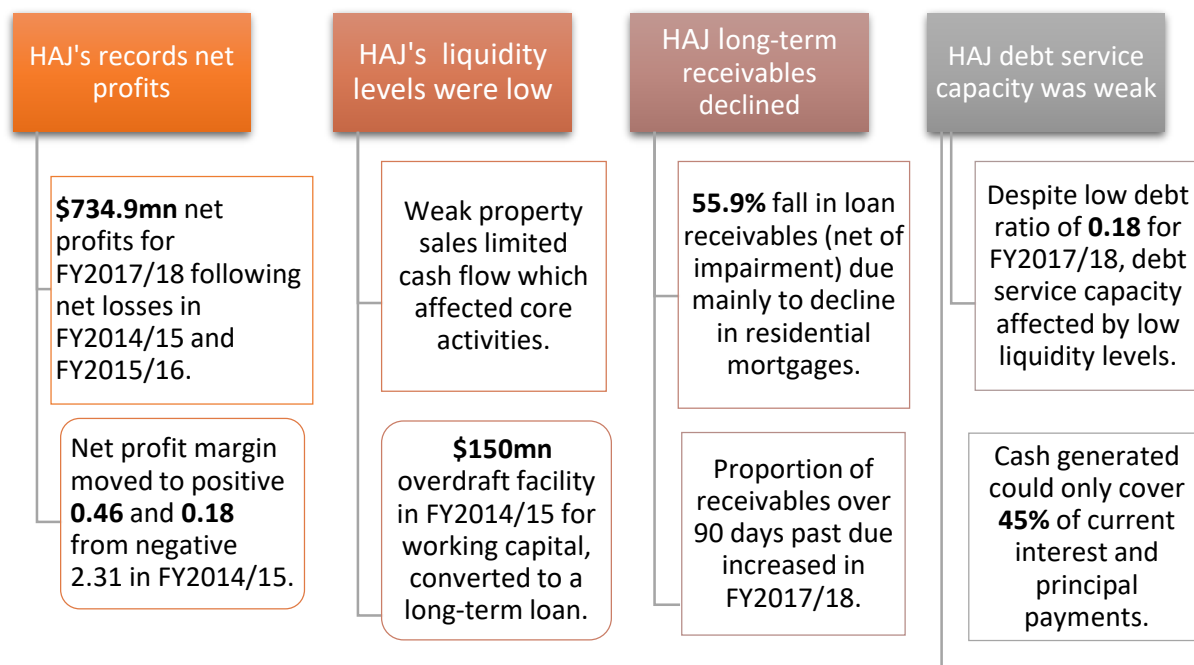 HAJ's records net
profits
$734.9mn net
profits for
FY2017/18 following
net losses in
FY2014/15 and
FY2015/16.
Net profit margin
moved to positive
0.46 and 0.18
from negative
2.31 in FY2014/15.
HAJ's liquidity
levels were low
Weak property
sales limited
cash flow which
affected core
activities.
$150mn
overdraft facility
in FY2014/15 for
working capital,
converted to a
long-term loan.
HAJ long-term
receivables
declined
55.9% fall in loan
receivables (net of
impairment) due
mainly to decline
in residential
mortgages.
Proportion of
receivables over
90 days past due
increased in
FY2017/18.
HAJ debt service
capacity was weak
Despite low debt
ratio of 0.18 for
FY2017/18, debt
service capacity
affected by low
liquidity levels.
Cash generated
could only cover
45% of current
interest and
principal
payments.